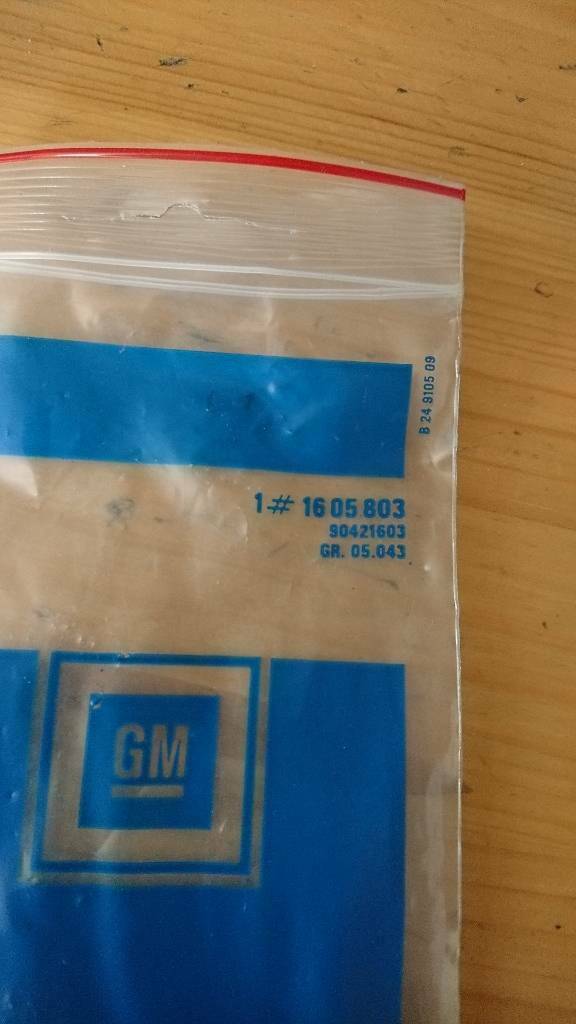 B 24 9105 09
1# 16 05 803
90421603
GR. 05.043
GM